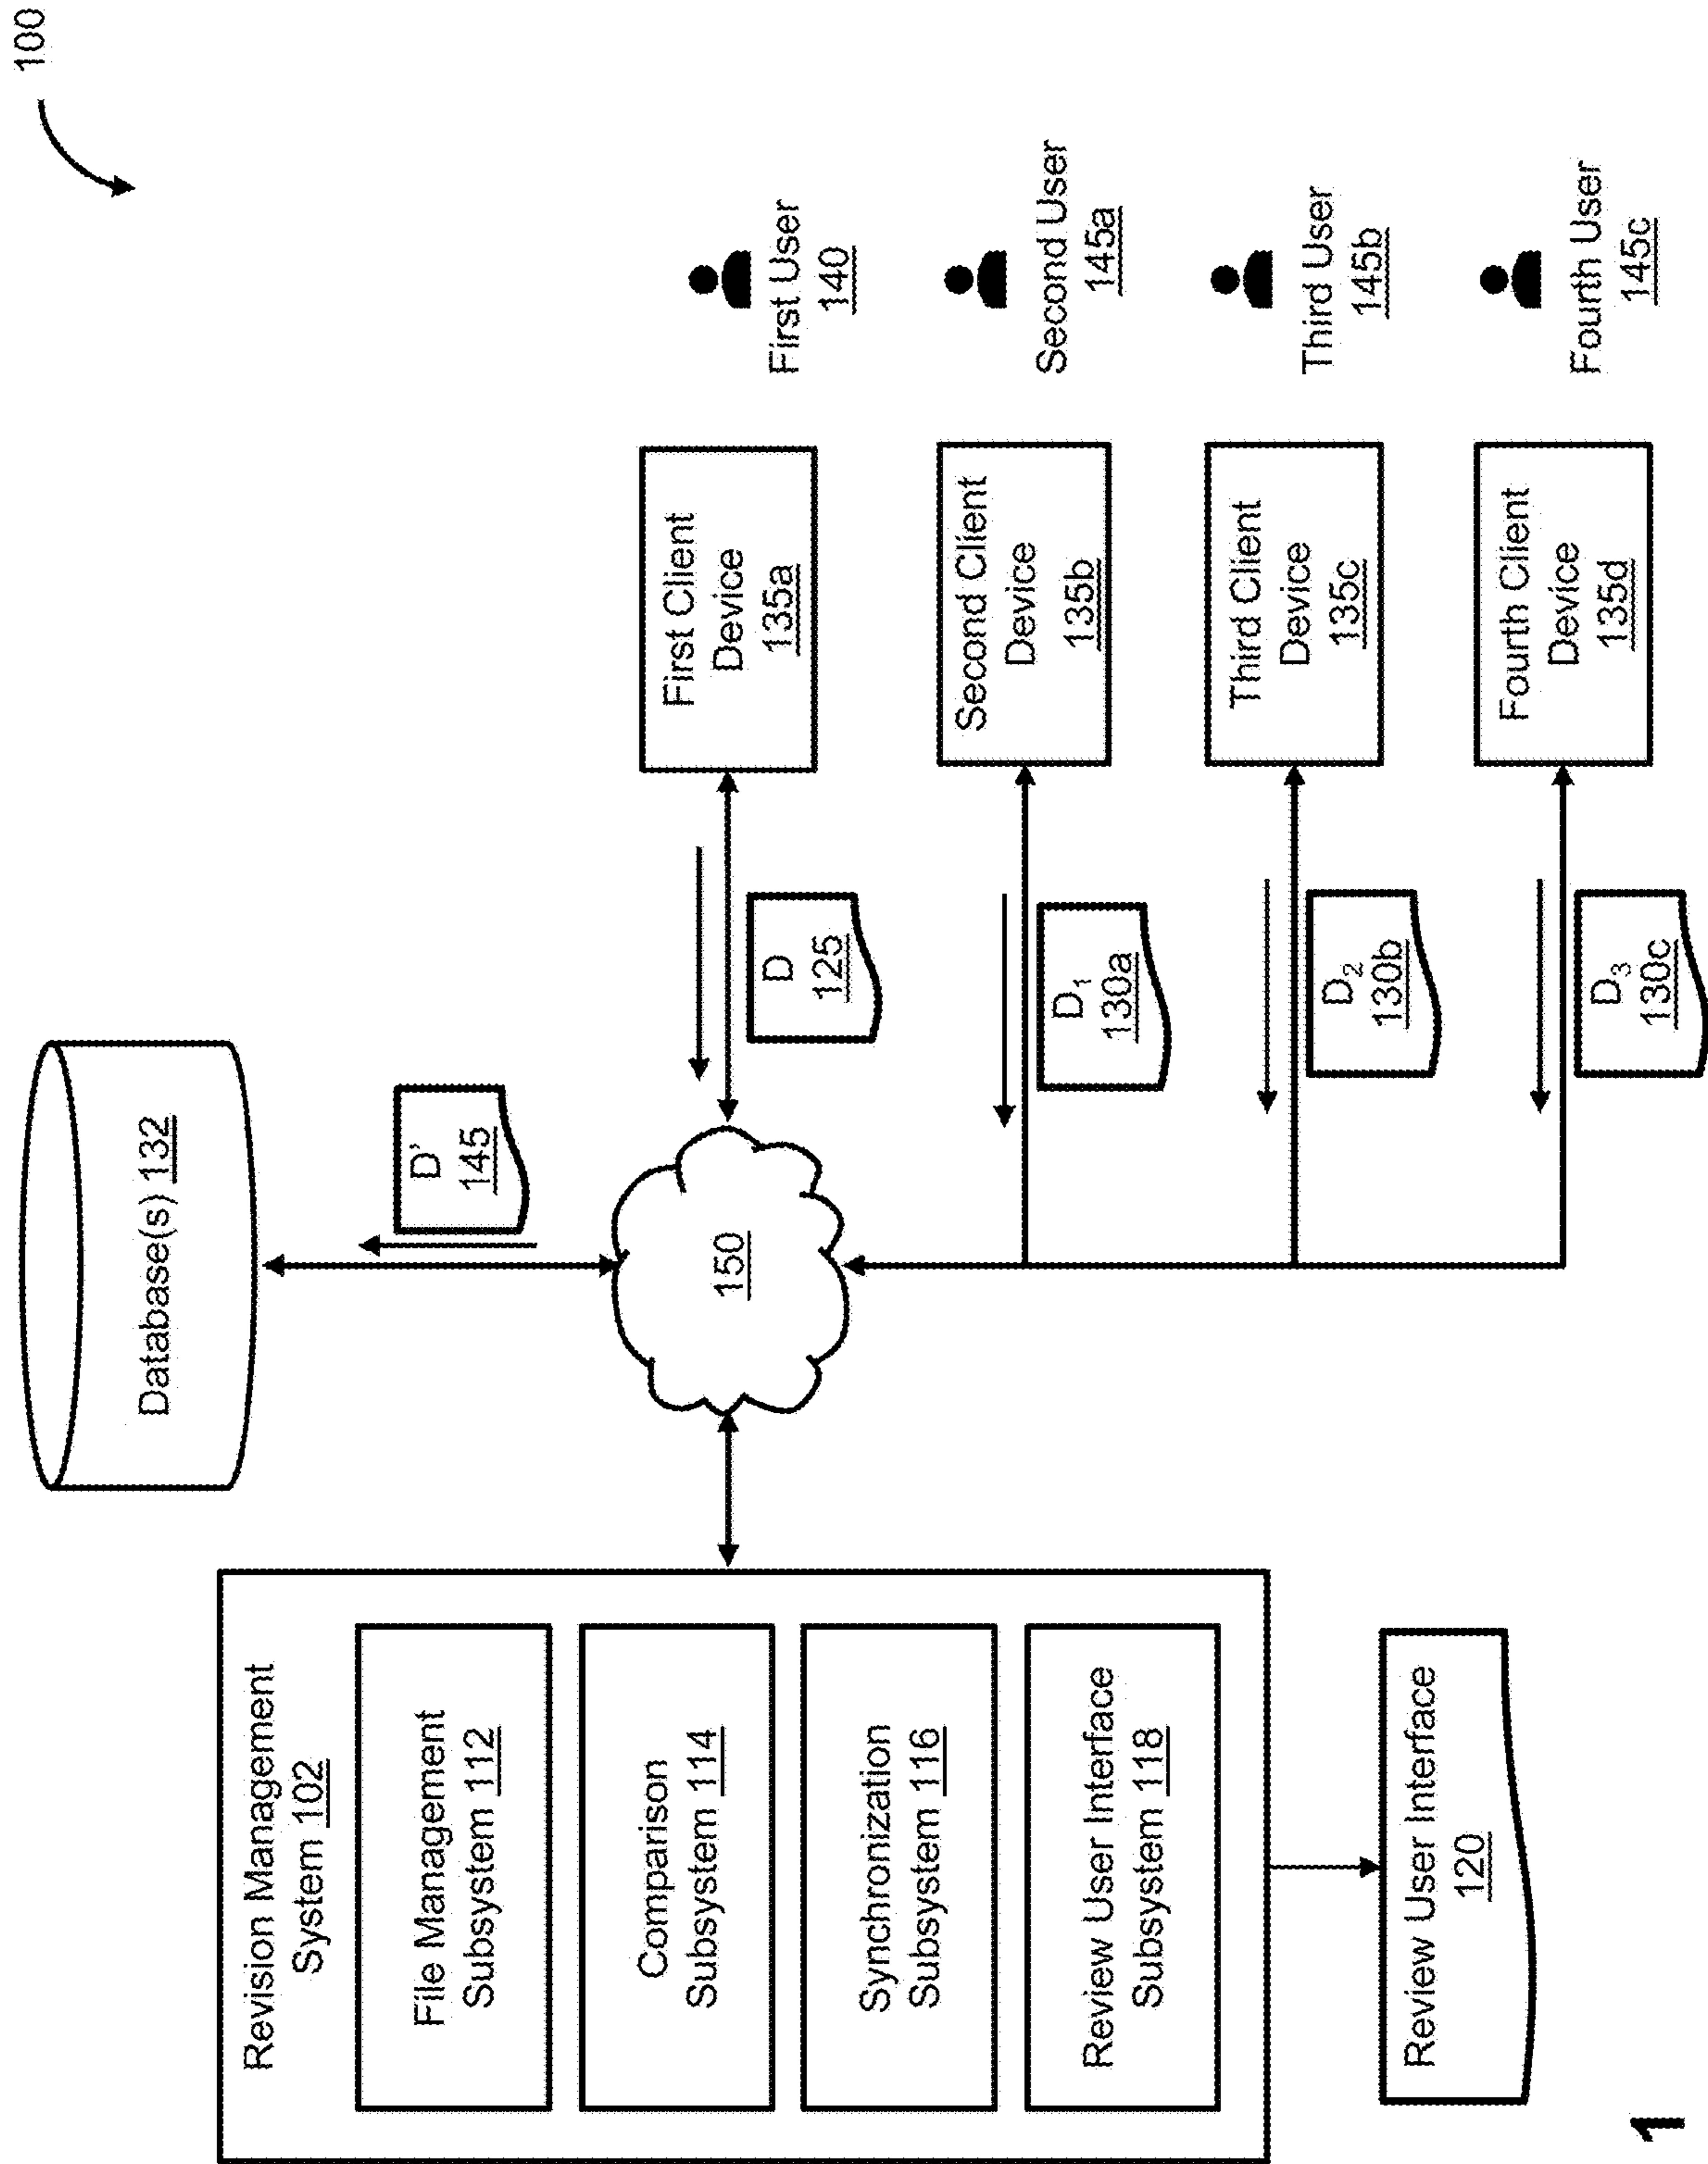 100
Database(s) 132
D'
145
Revision Management
System 102
File Management
Subsystem 112
Comparison
Subsystem 114
Synchronization
Subsystem 116
Review User Interface
Subsystem 118
Review User Interface
120
150
D
125
D1
130a
D2
130b
D3
130c
First Client
Device
135a
Second Client
Device
135b
Third Client
Device
135c
Fourth Client
Device
135d
First User
140
Second User
145a
Third User
145b
Fourth User
145c
1